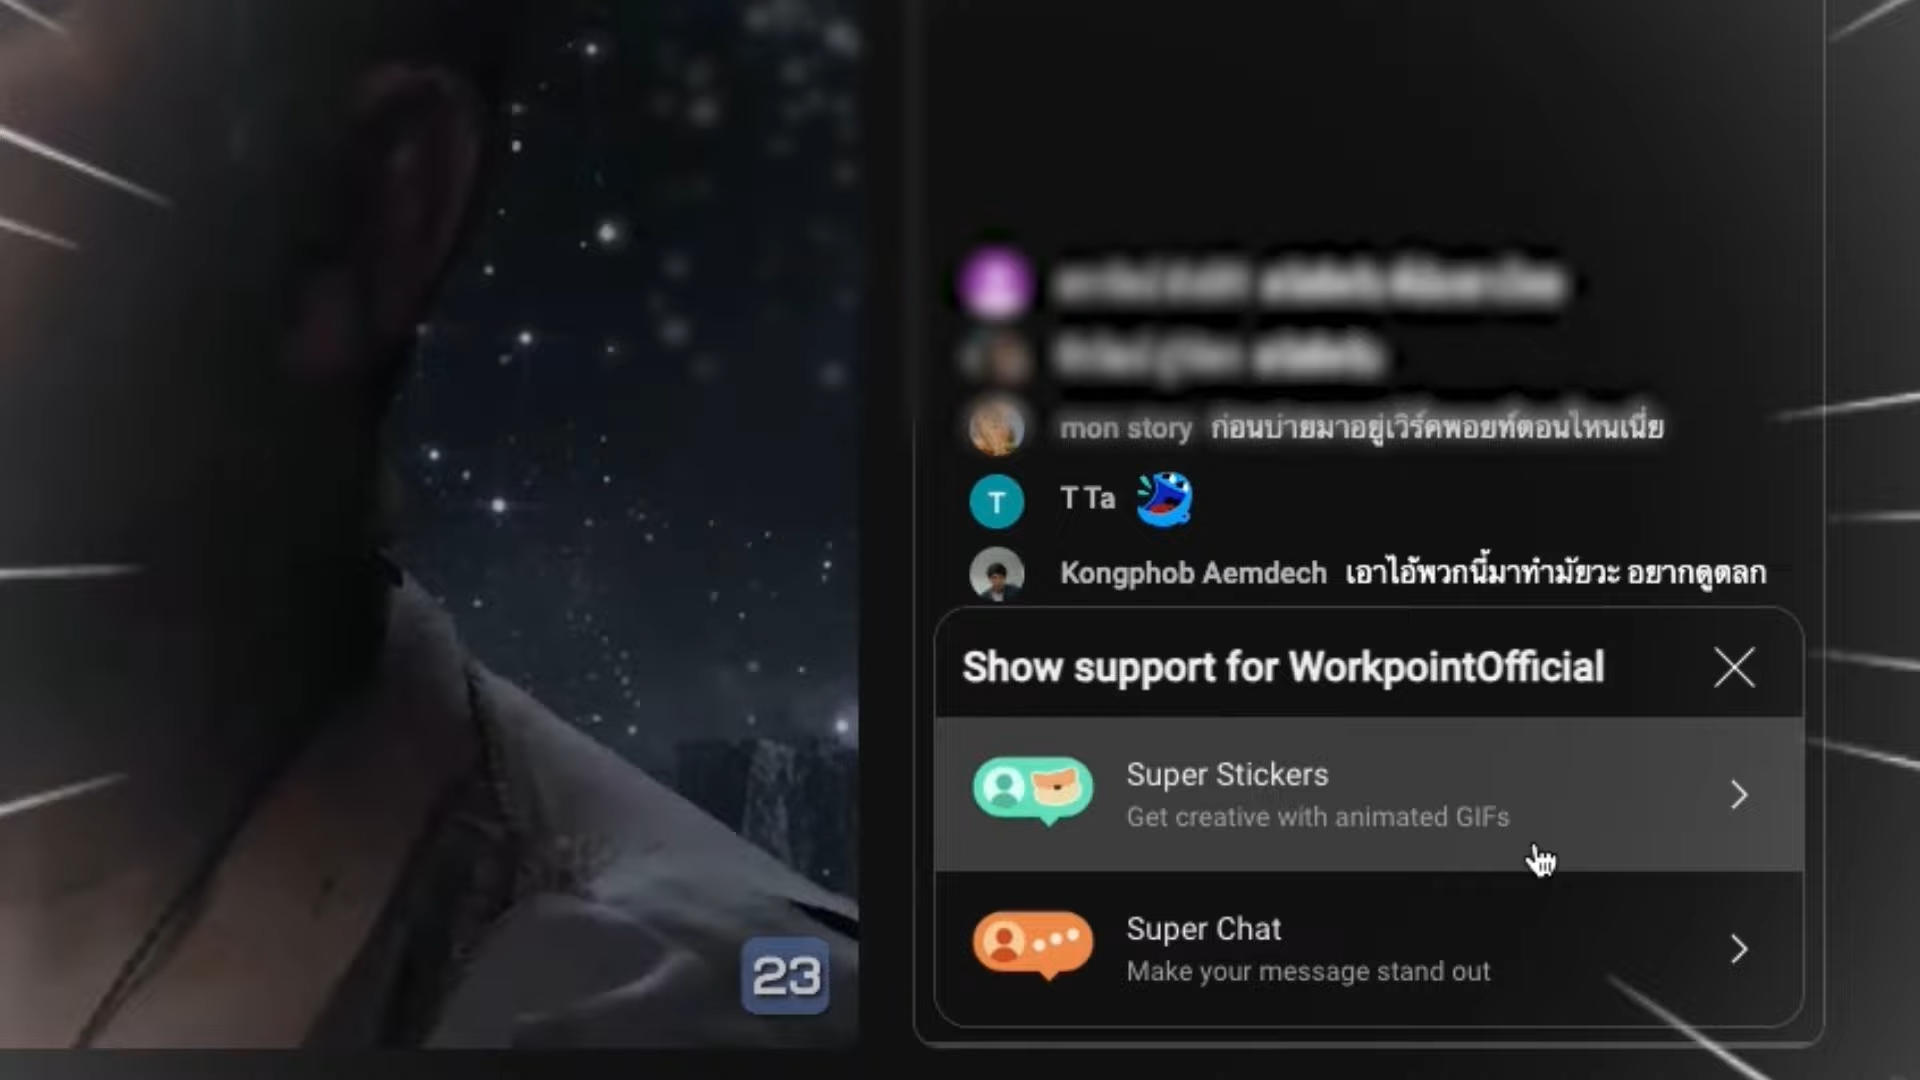 mon story ก่อนบ่ายมาอยู่เวิร์คพอยท์ตอนไหนเนี่ย
T
T Ta
Kongphob Aemdech เอาไอ้พวกนี้มาทำมัยวะ อยากดูตลก
Show support for WorkpointOfficial
Super Stickers
Get creative with animated GIFs
Super Chat
Make your message stand out
23